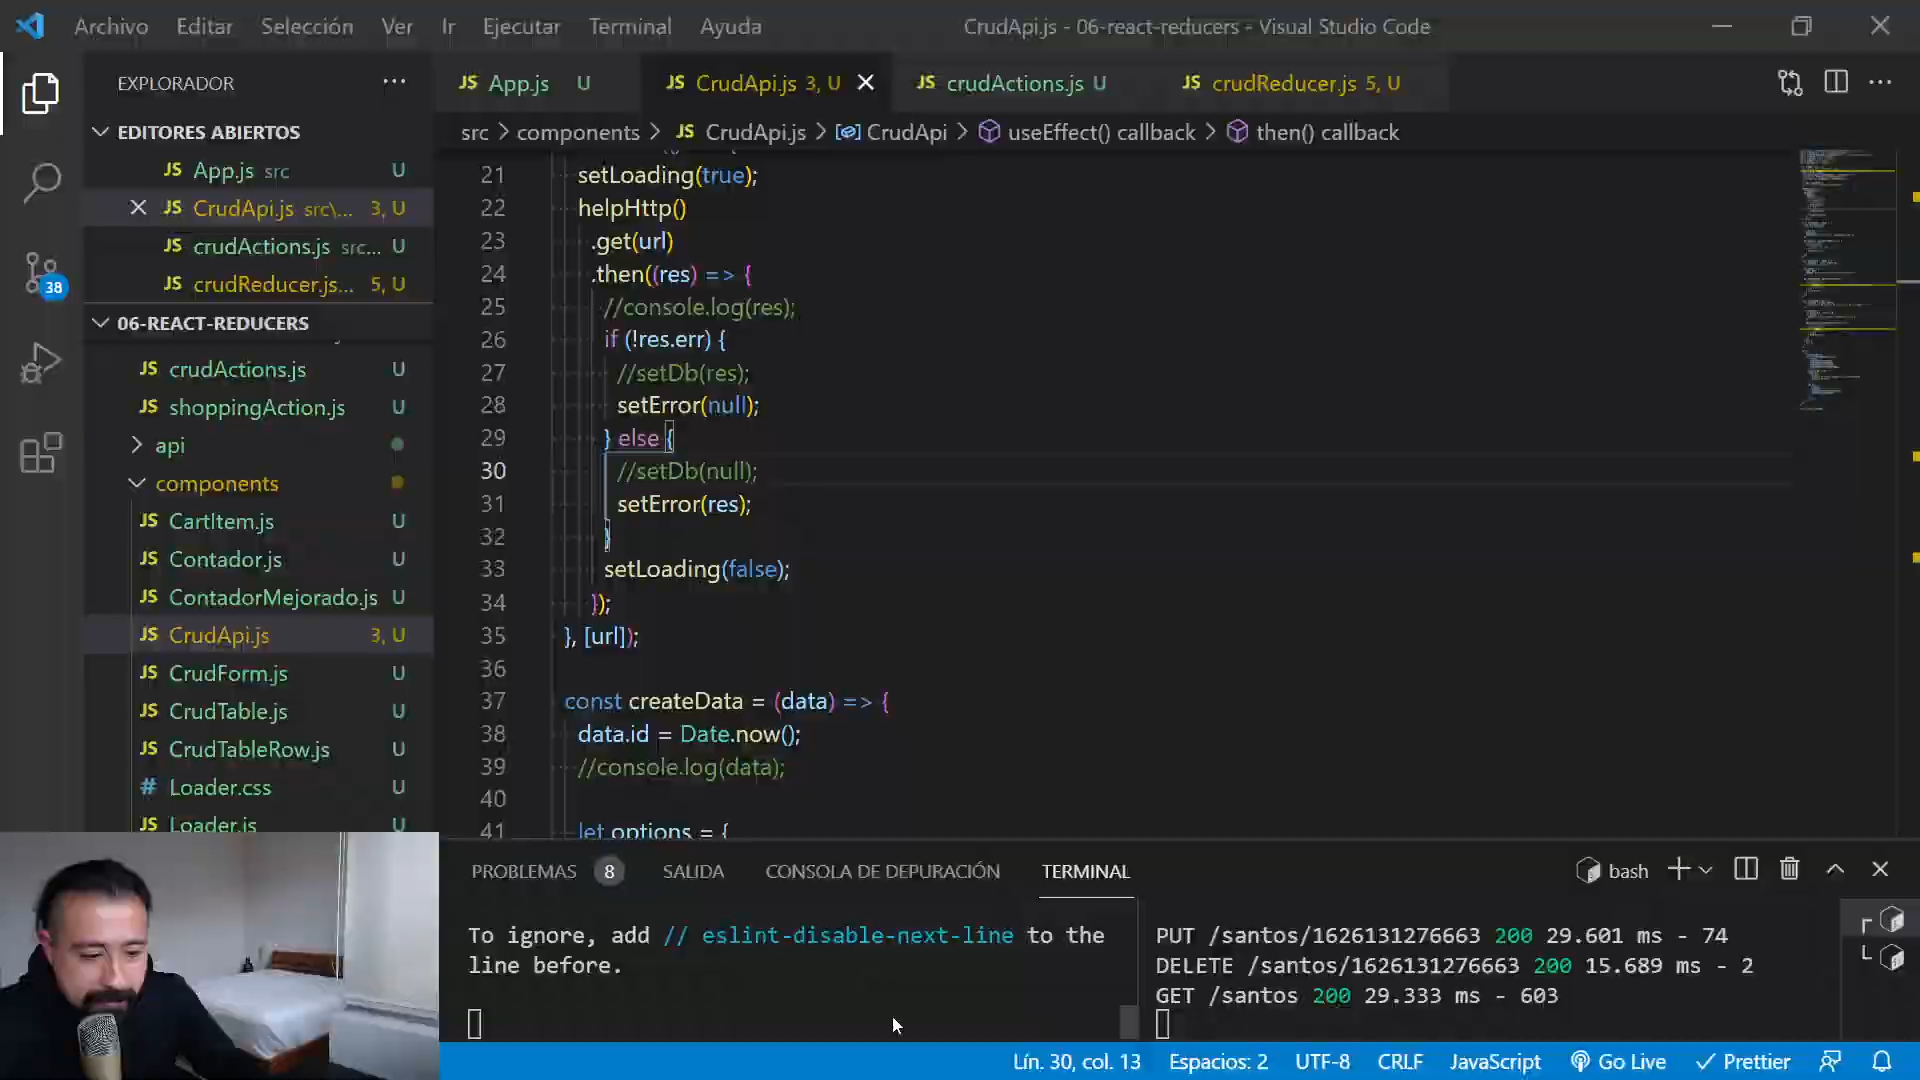 Archivo Editar Selección Ver Ir Ejecutar Terminal Ayuda CrudApi.js - 06-react-reducers - Visual Studio Code
EXPLORADOR
JS App.js U JS CrudApi.js 3, U JS crudActions.js U JS crudReducer.js 5, U
EDITORES ABIERTOS
JS App.js src U
JS CrudApi.js src\... 3, U
JS crudActions.js src... U
JS crudReducer.js... 5, U
06-REACT-REDUCERS
JS crudActions.js U
JS shoppingAction.js U
api
components
JS CartItem.js U
JS Contador.js U
JS ContadorMejorado.js U
JS CrudApi.js 3, U
JS CrudForm.js U
JS CrudTable.js U
JS CrudTableRow.js U
# Loader.css U
JS Loader.js U
38
src > components > JS CrudApi.js > CrudApi > useEffect() callback > then() callback
21 setLoading(true);
22 helpHttp()
23 .get(url)
24 .then((res) => {
25 //console.log(res);
26 if (!res.err) {
27 //setDb(res);
28 setError(null);
29 } else {
30 //setDb(null);
31 setError(res);
32 }
33 setLoading(false);
34 });
35 }, [url]);
36
37 const createData = (data) => {
38 data.id = Date.now();
39 //console.log(data);
40
41 let options = {
PROBLEMAS 8 SALIDA CONSOLA DE DEPURACIÓN TERMINAL bash
To ignore, add // eslint-disable-next-line to the
line before.
PUT /santos/1626131276663 200 29.601 ms - 74
DELETE /santos/1626131276663 200 15.689 ms - 2
GET /santos 200 29.333 ms - 603
Lín. 30, col. 13 Espacios: 2 UTF-8 CRLF JavaScript Go Live Prettier